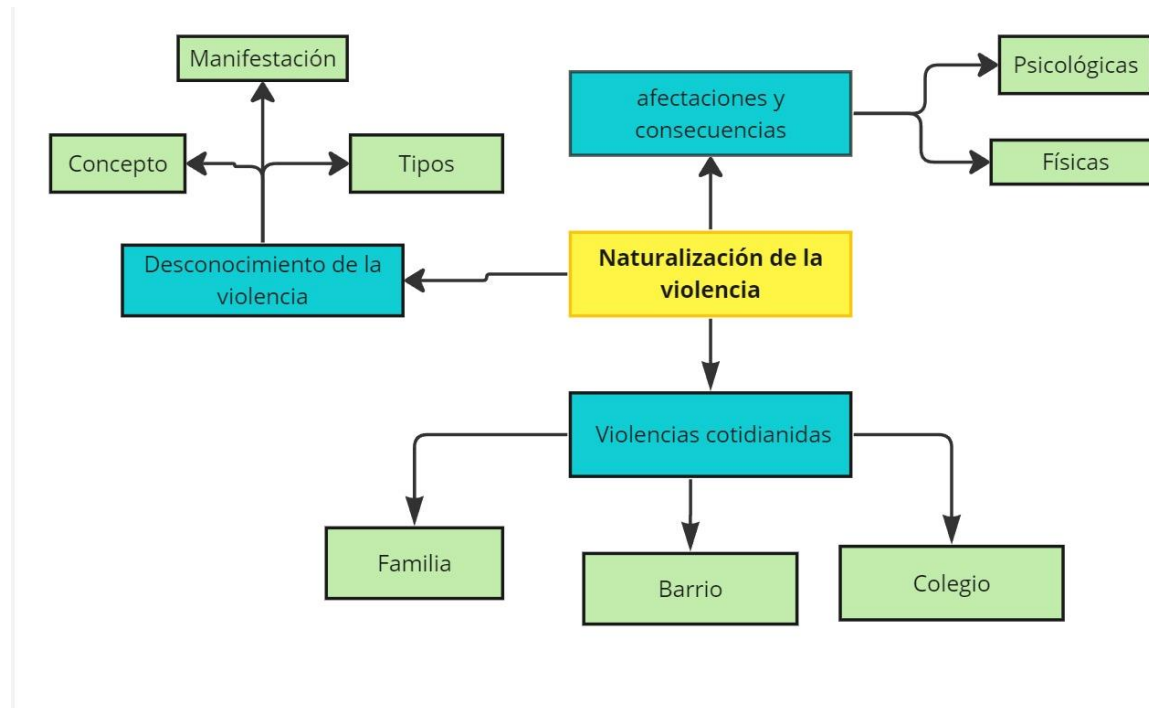 Manifestación
Concepto
Tipos
Desconocimiento de la
violencia
afectaciones y
consecuencias
Psicológicas
Físicas
Naturalización de la
violencia
Violencias cotidianidas
Familia
Barrio
Colegio